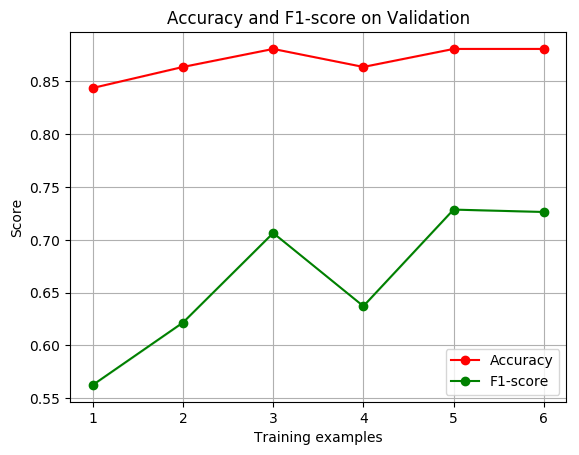 Accuracy and F1-score on Validation
0.85
0.80
0.75
0.70
0.65
0.60
0.55
Score
1 2 3 4 5 6
Training examples
Accuracy
F1-score